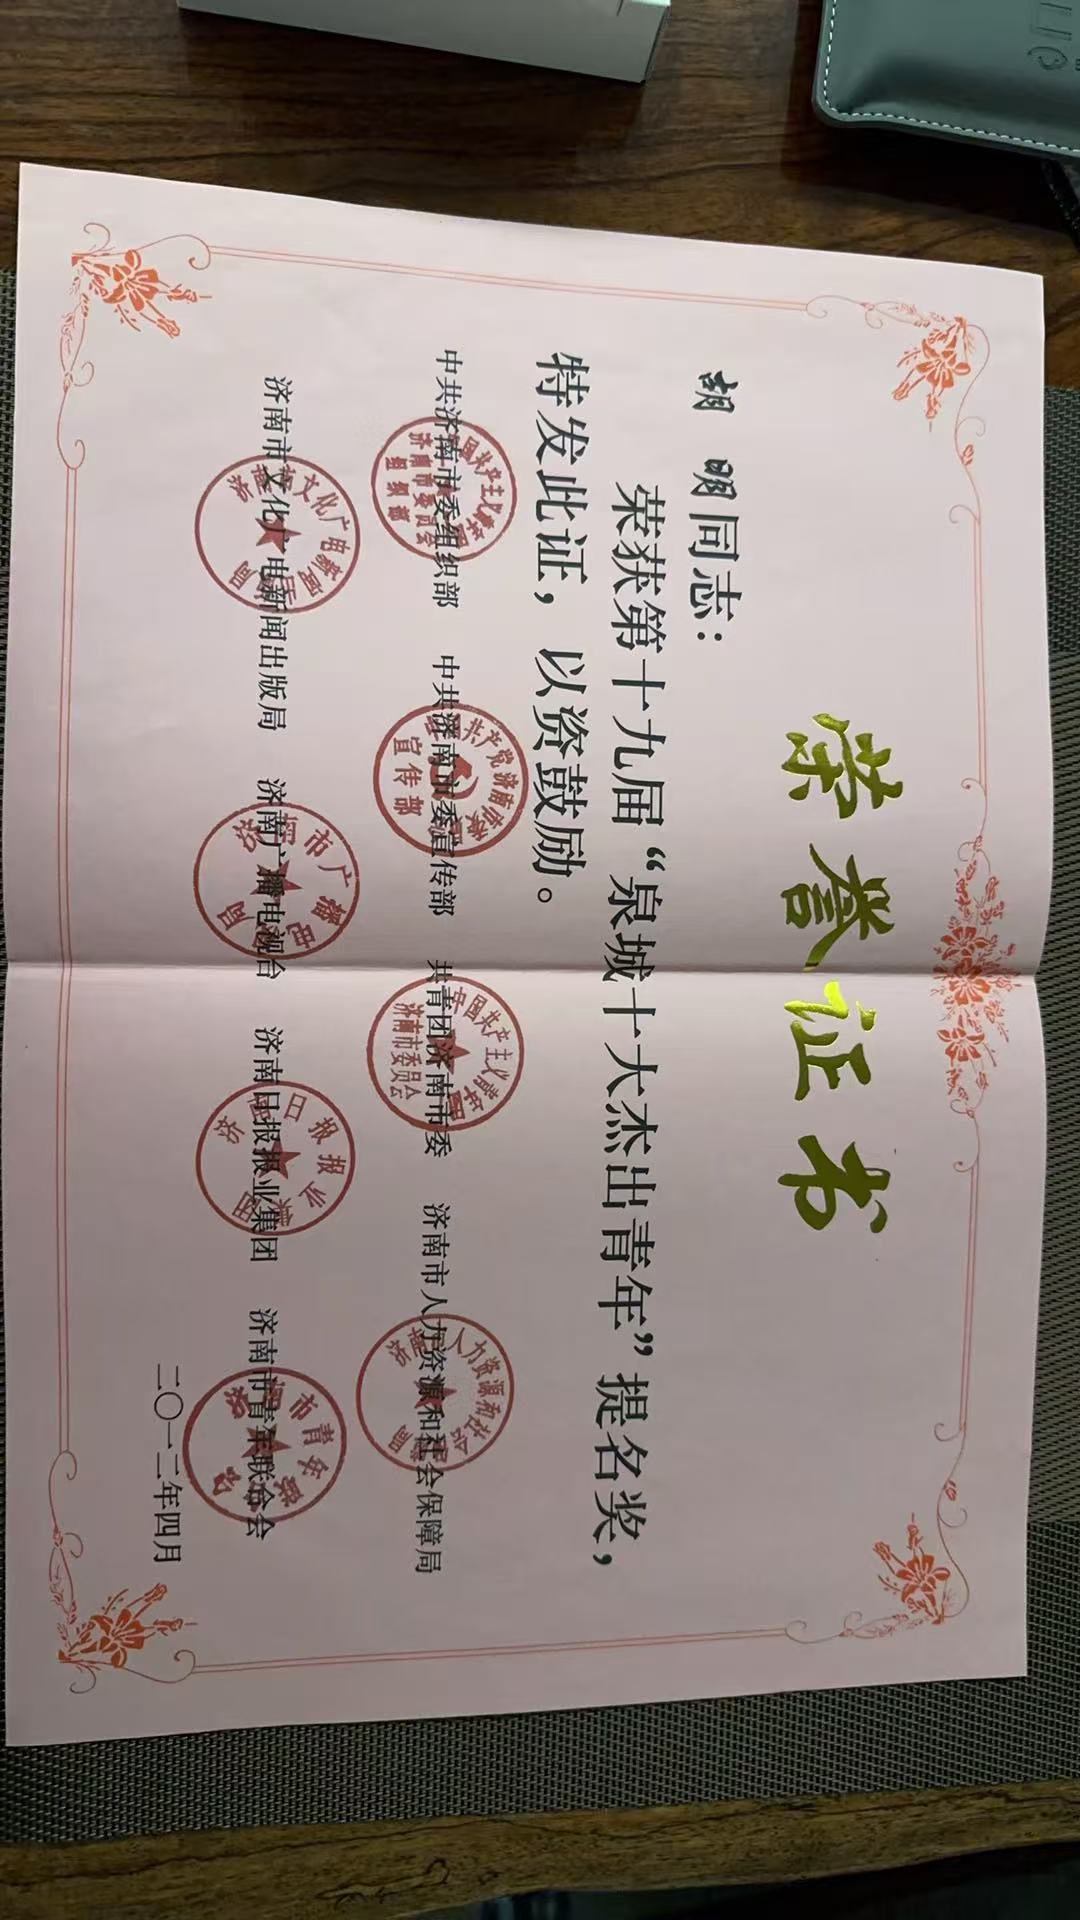 荣誉证书
胡 明同志：
荣获第十九届“泉城十大杰出青年”提名奖，
特发此证，以资鼓励。
中共济南市委组织部 中共济南市委宣传部 共青团济南市委 济南市人力资源和社会保障局
济南市文化广电新闻出版局 济南广播电视台 济南日报报业集团 济南市青年联合会
二〇一二年四月